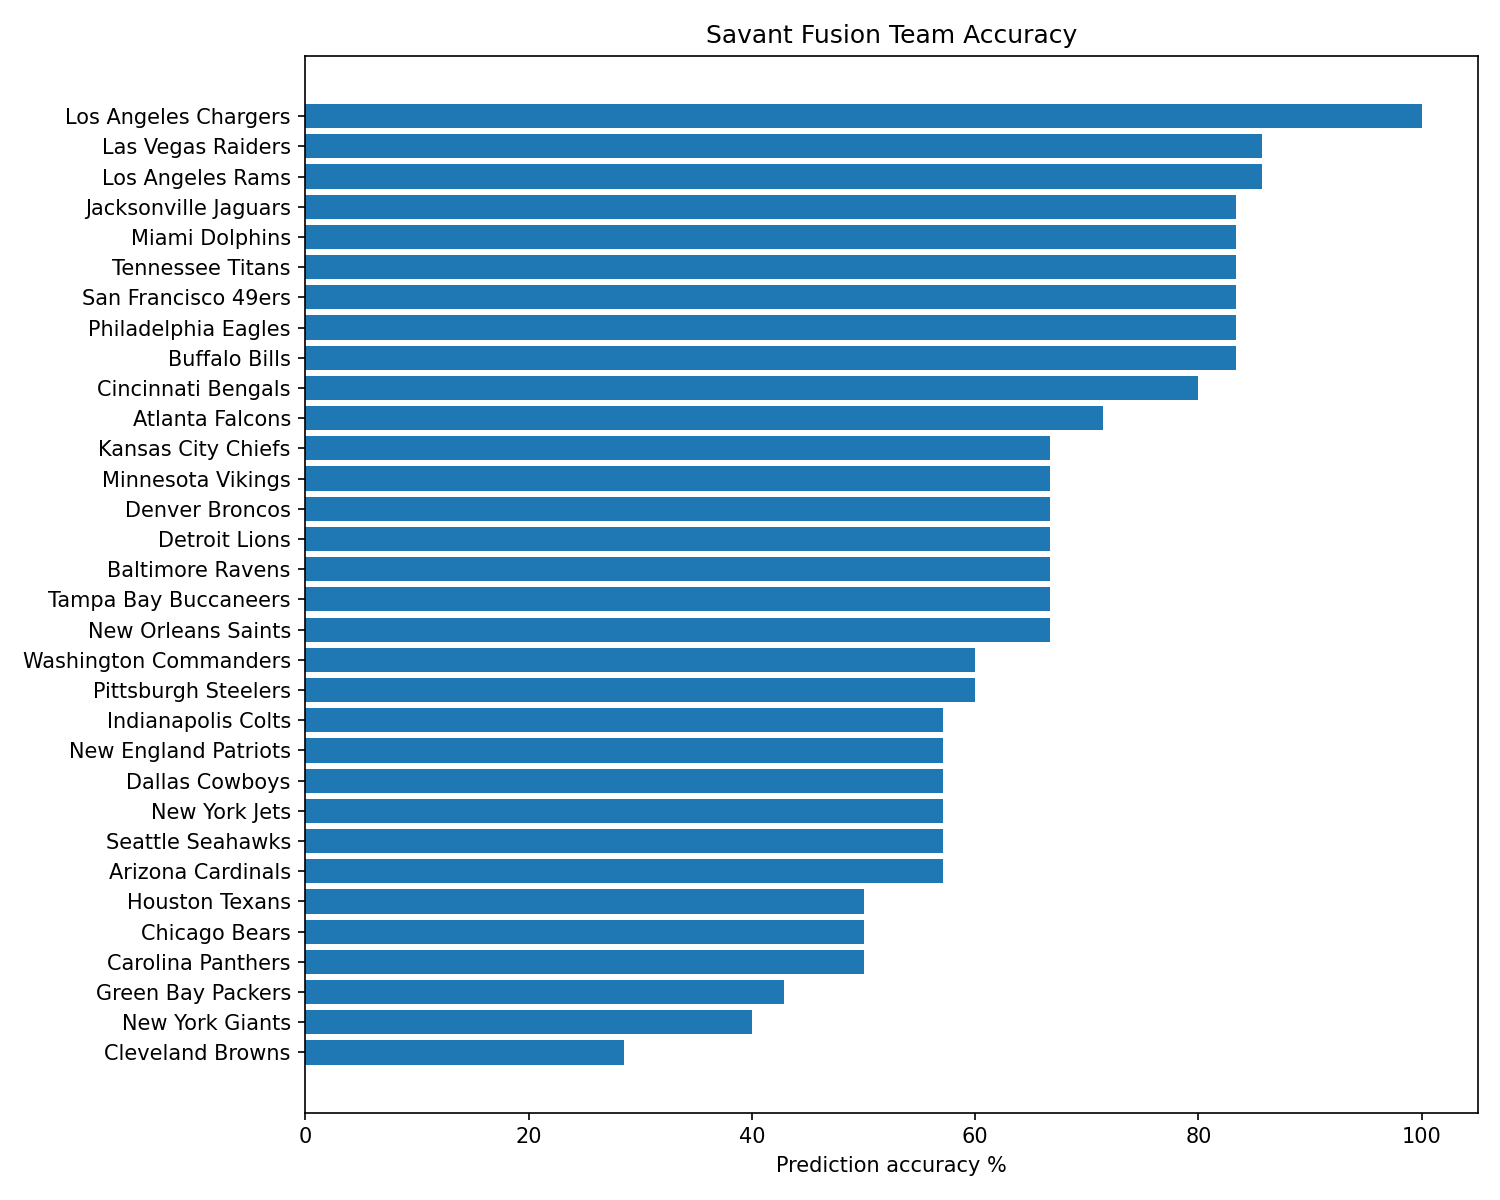 Savant Fusion Team Accuracy
Los Angeles Chargers
Las Vegas Raiders
Los Angeles Rams
Jacksonville Jaguars
Miami Dolphins
Tennessee Titans
San Francisco 49ers
Philadelphia Eagles
Buffalo Bills
Cincinnati Bengals
Atlanta Falcons
Kansas City Chiefs
Minnesota Vikings
Denver Broncos
Detroit Lions
Baltimore Ravens
Tampa Bay Buccaneers
New Orleans Saints
Washington Commanders
Pittsburgh Steelers
Indianapolis Colts
New England Patriots
Dallas Cowboys
New York Jets
Seattle Seahawks
Arizona Cardinals
Houston Texans
Chicago Bears
Carolina Panthers
Green Bay Packers
New York Giants
Cleveland Browns
0 20 40 60 80 100
Prediction accuracy %